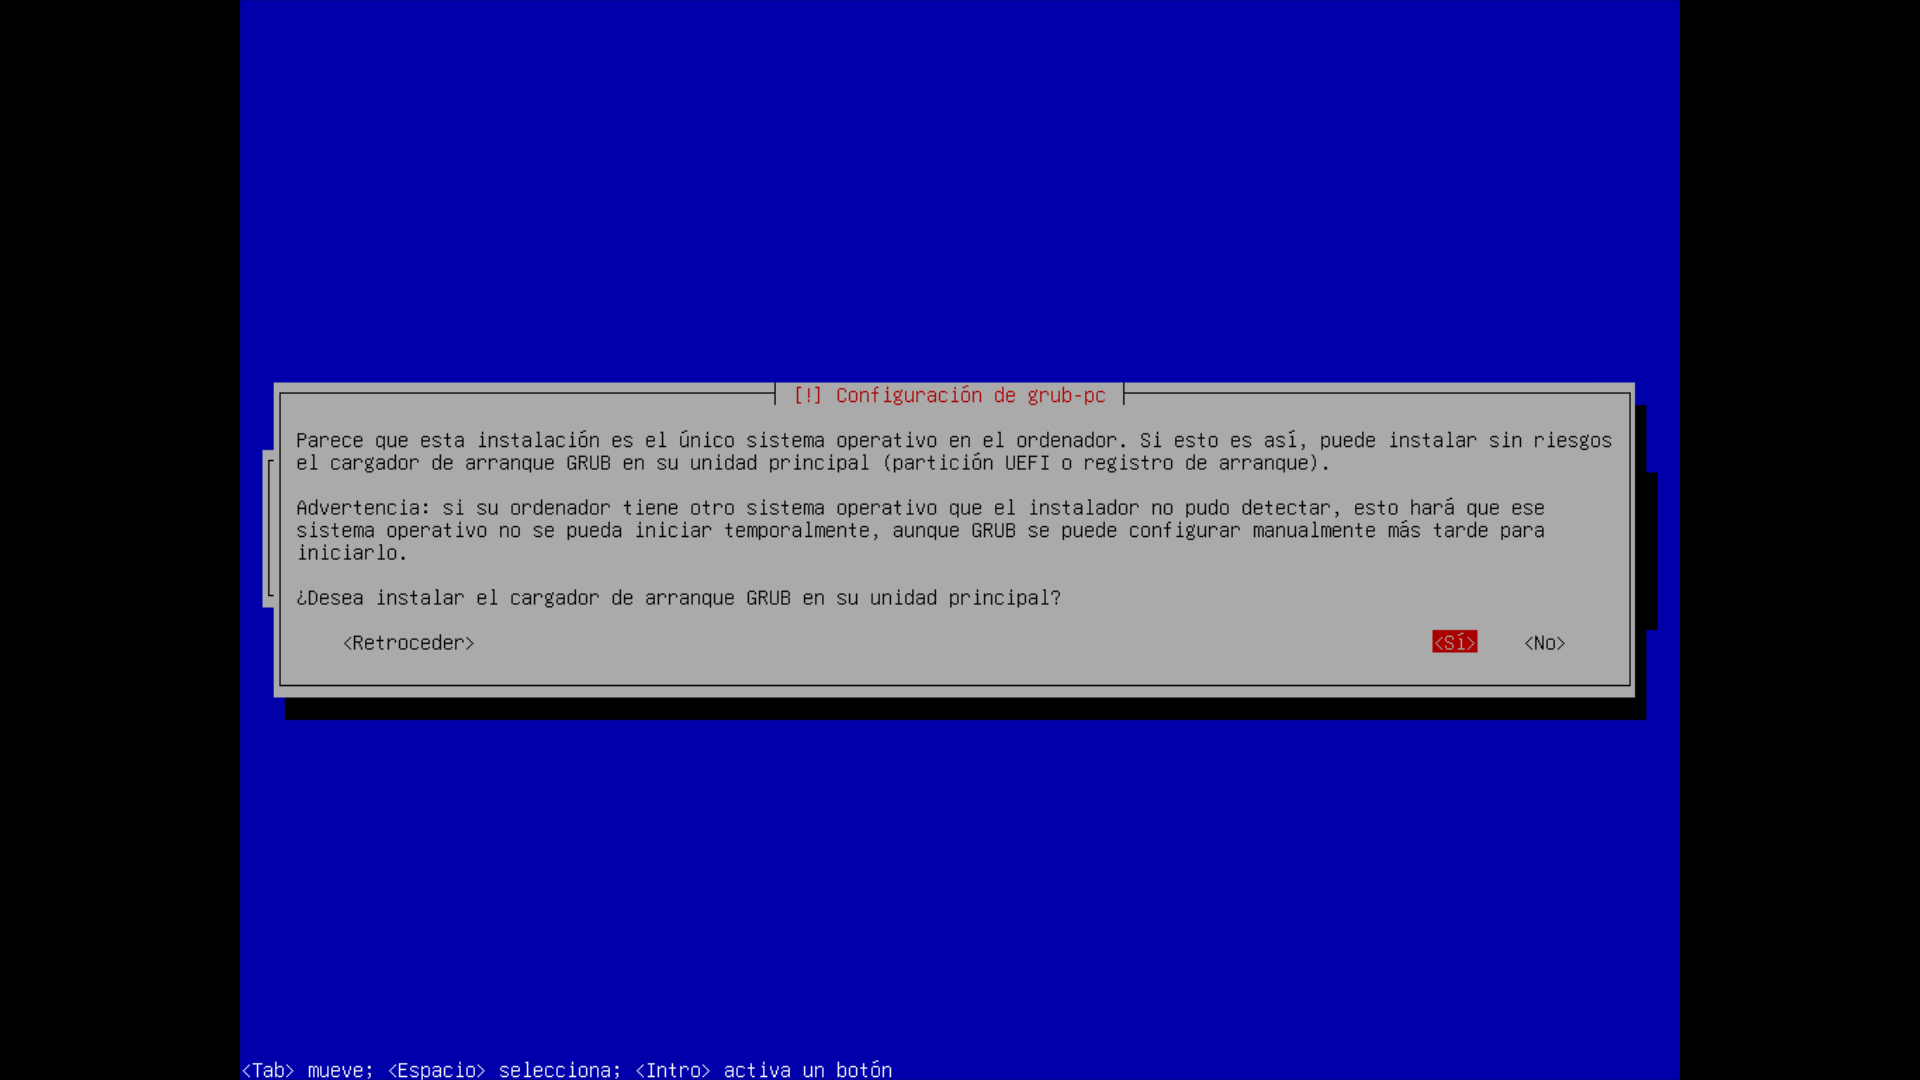 [!] Configuración de grub-pc
Parece que esta instalación es el único sistema operativo en el ordenador. Si esto es así, puede instalar sin riesgos
el cargador de arranque GRUB en su unidad principal (partición UEFI o registro de arranque).
Advertencia: si su ordenador tiene otro sistema operativo que el instalador no pudo detectar, esto hará que ese
sistema operativo no se pueda iniciar temporalmente, aunque GRUB se puede configurar manualmente más tarde para
iniciarlo.
¿Desea instalar el cargador de arranque GRUB en su unidad principal?
<Retroceder> <Sí> <No>
<Tab> mueve; <Espacio> selecciona; <Intro> activa un botón